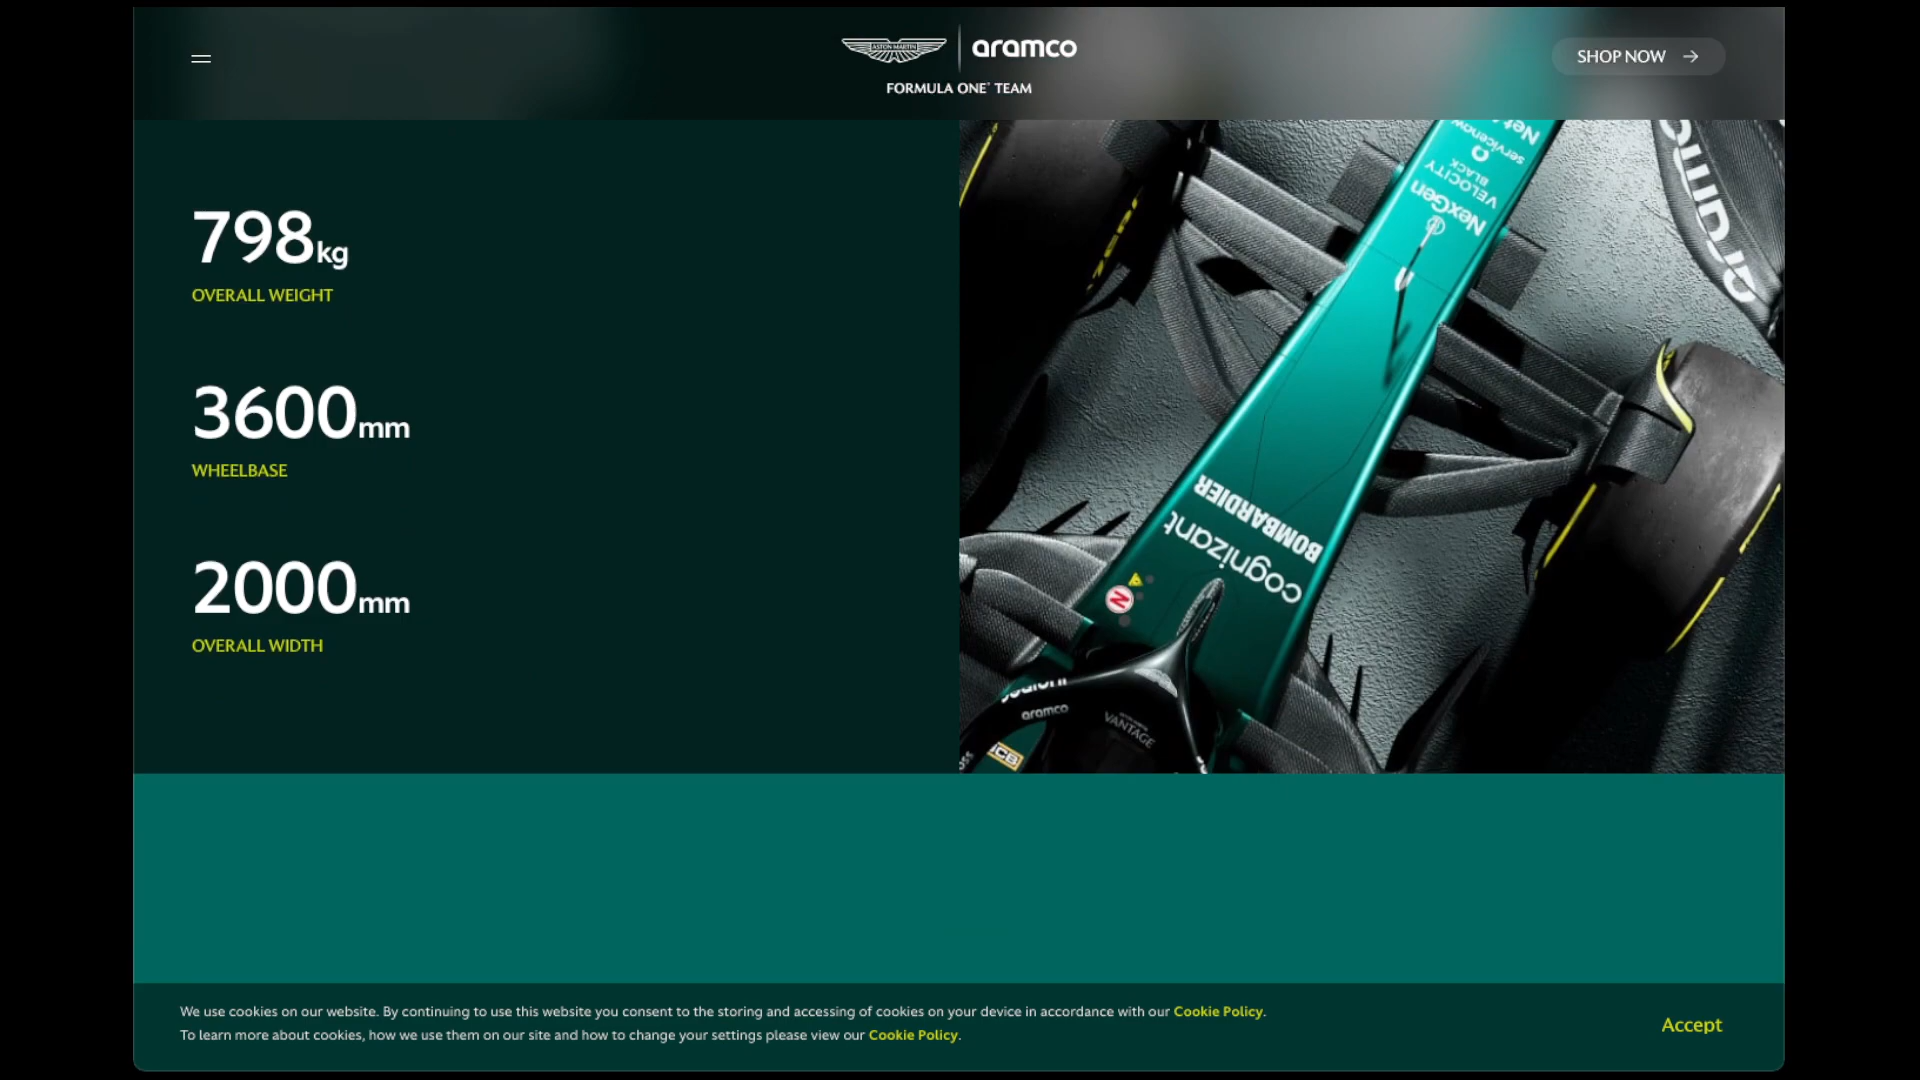 ASTON MARTIN
aramco
FORMULA ONE TEAM
SHOP NOW
798kg
OVERALL WEIGHT
3600mm
WHEELBASE
2000mm
OVERALL WIDTH
servicenow
BLACK
VELOCITY
NexGen
aramco
BOMBARDIER
cognizant
aramco
VANTAGE
JCB
We use cookies on our website. By continuing to use this website you consent to the storing and accessing of cookies on your device in accordance with our Cookie Policy.
To learn more about cookies, how we use them on our site and how to change your settings please view our Cookie Policy.
Accept